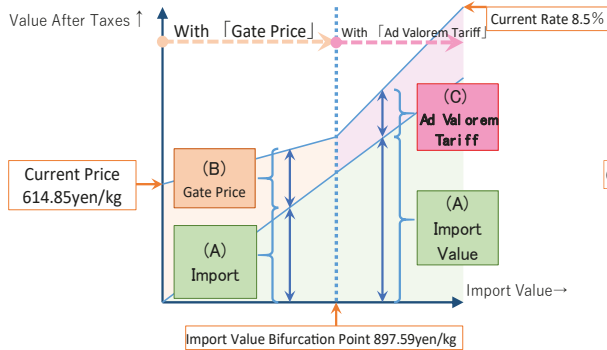 Value After Taxes ↑
With「Gate Price」
With「Ad Valorem Tariff」
Current Rate 8.5%
(C)
Ad Valorem
Tariff
(B)
Gate Price
Current Price
614.85yen/kg
(A)
Import
(A)
Import
Value
Import Value→
Import Value Bifurcation Point 897.59yen/kg